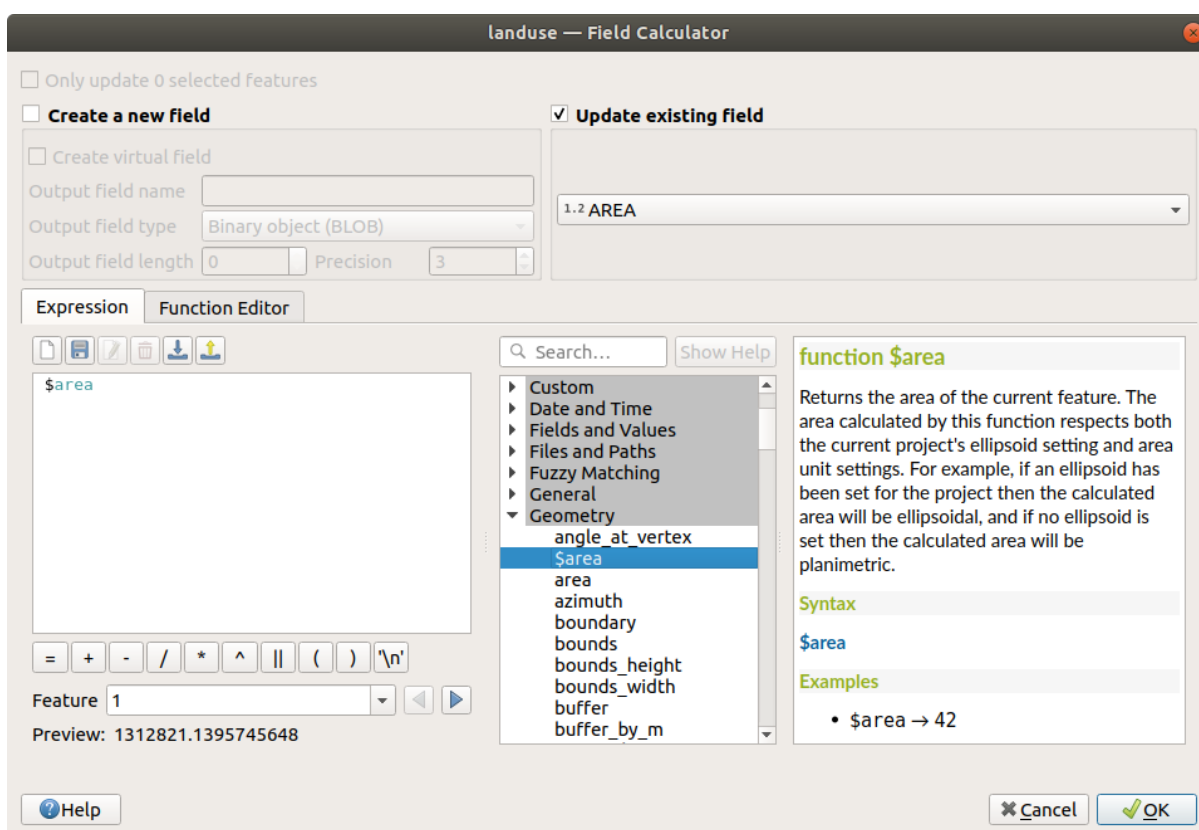 landuse — Field Calculator
Only update 0 selected features
Create a new field
Update existing field
Create virtual field
Output field name
Output field type Binary object (BLOB)
Output field length 0 Precision 3
1.2 AREA
Expression Function Editor
Search... Show Help
$area
Custom
Date and Time
Fields and Values
Files and Paths
Fuzzy Matching
General
Geometry
angle_at_vertex
$area
area
azimuth
boundary
bounds
bounds_height
bounds_width
buffer
buffer_by_m
function $area
Returns the area of the current feature. The
area calculated by this function respects both
the current project's ellipsoid setting and area
unit settings. For example, if an ellipsoid has
been set for the project then the calculated
area will be ellipsoidal, and if no ellipsoid is
set then the calculated area will be
planimetric.
Syntax
$area
Examples
• $area → 42
= + - / * ^ || ( ) '\n'
Feature 1
Preview: 1312821.1395745648
Help
Cancel OK